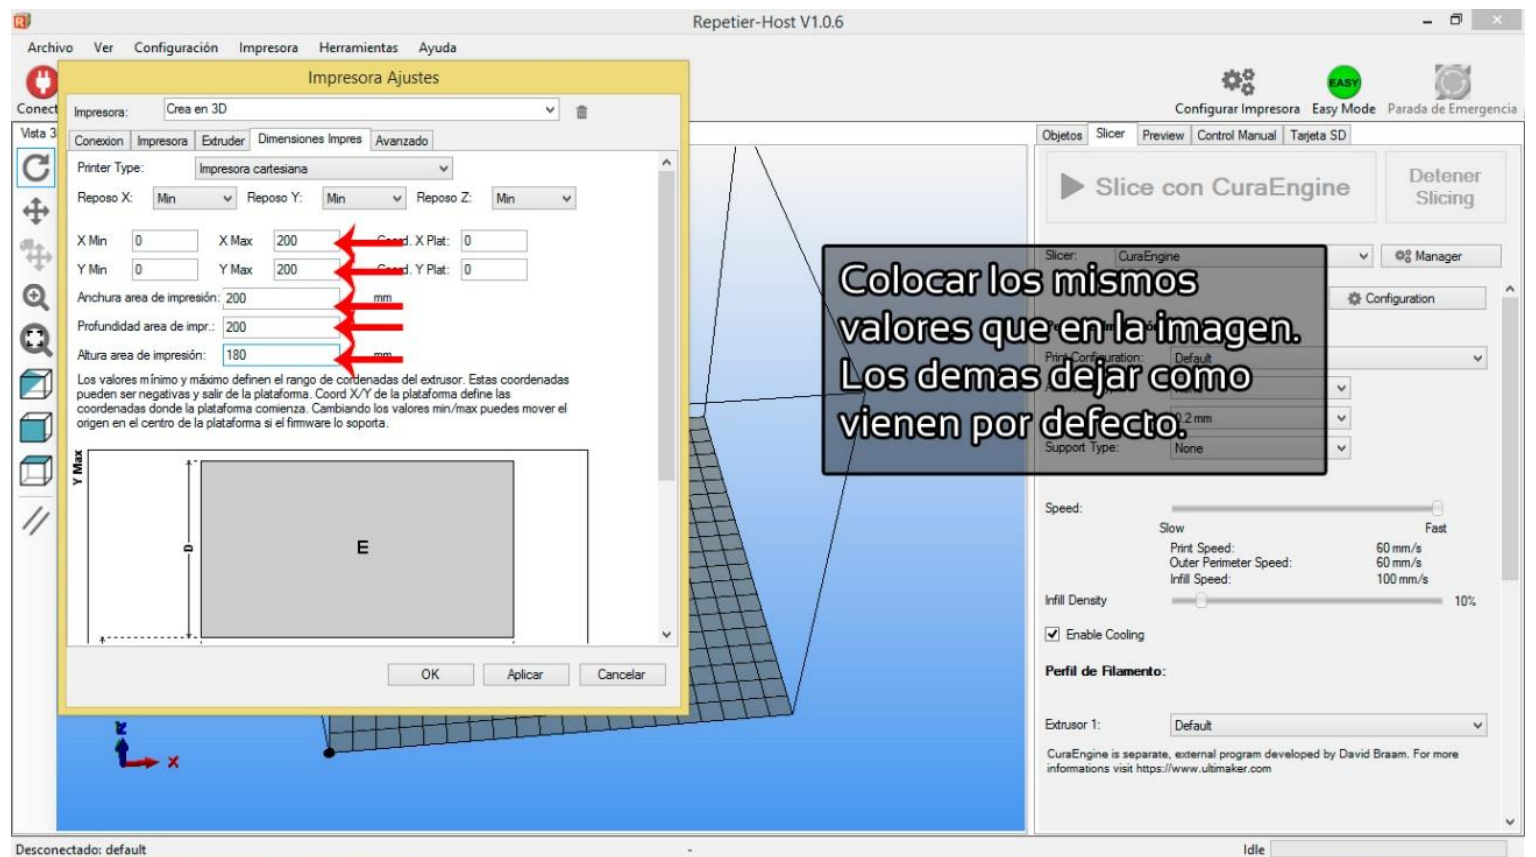 Repetier-Host V1.0.6
Archivo Ver Configuración Impresora Herramientas Ayuda
Conect
Configurar Impresora Easy Mode Parada de Emergencia
EASY
Impresora Ajustes
Impresora: Crea en 3D
Conexion Impresora Extruder Dimensiones Impres Avanzado
Printer Type: Impresora cartesiana
Reposo X: Min Reposo Y: Min Reposo Z: Min
X Min 0 X Max 200 Coord. X Plat: 0
Y Min 0 Y Max 200 Coord. Y Plat: 0
Anchura area de impresión: 200 mm
Profundidad area de impr.: 200
Altura area de impresión: 180 mm
Los valores mínimo y máximo definen el rango de cordenadas del extrusor. Estas coordenadas
pueden ser negativas y salir de la plataforma. Coord X/Y de la plataforma define las
coordenadas donde la plataforma comienza. Cambiando los valores min/max puedes mover el
origen en el centro de la plataforma si el firmware lo soporta.
Y Max
D
E
OK Aplicar Cancelar
Vista 3
Z
X
Colocar los mismos
valores que en la imagen.
Los demas dejar como
vienen por defecto.
Objetos Slicer Preview Control Manual Tarjeta SD
Slice con CuraEngine
Detener
Slicing
Slicer: CuraEngine Manager
Configuration
Print Configuration: Default
None
0.2 mm
Support Type: None
Speed:
Slow Fast
Print Speed: 60 mm/s
Outer Perimeter Speed: 60 mm/s
Infill Speed: 100 mm/s
Infill Density 10%
Enable Cooling
Perfil de Filamento:
Extrusor 1: Default
CuraEngine is separate, external program developed by David Braam. For more
informations visit https://www.ultimaker.com
Desconectado: default - Idle